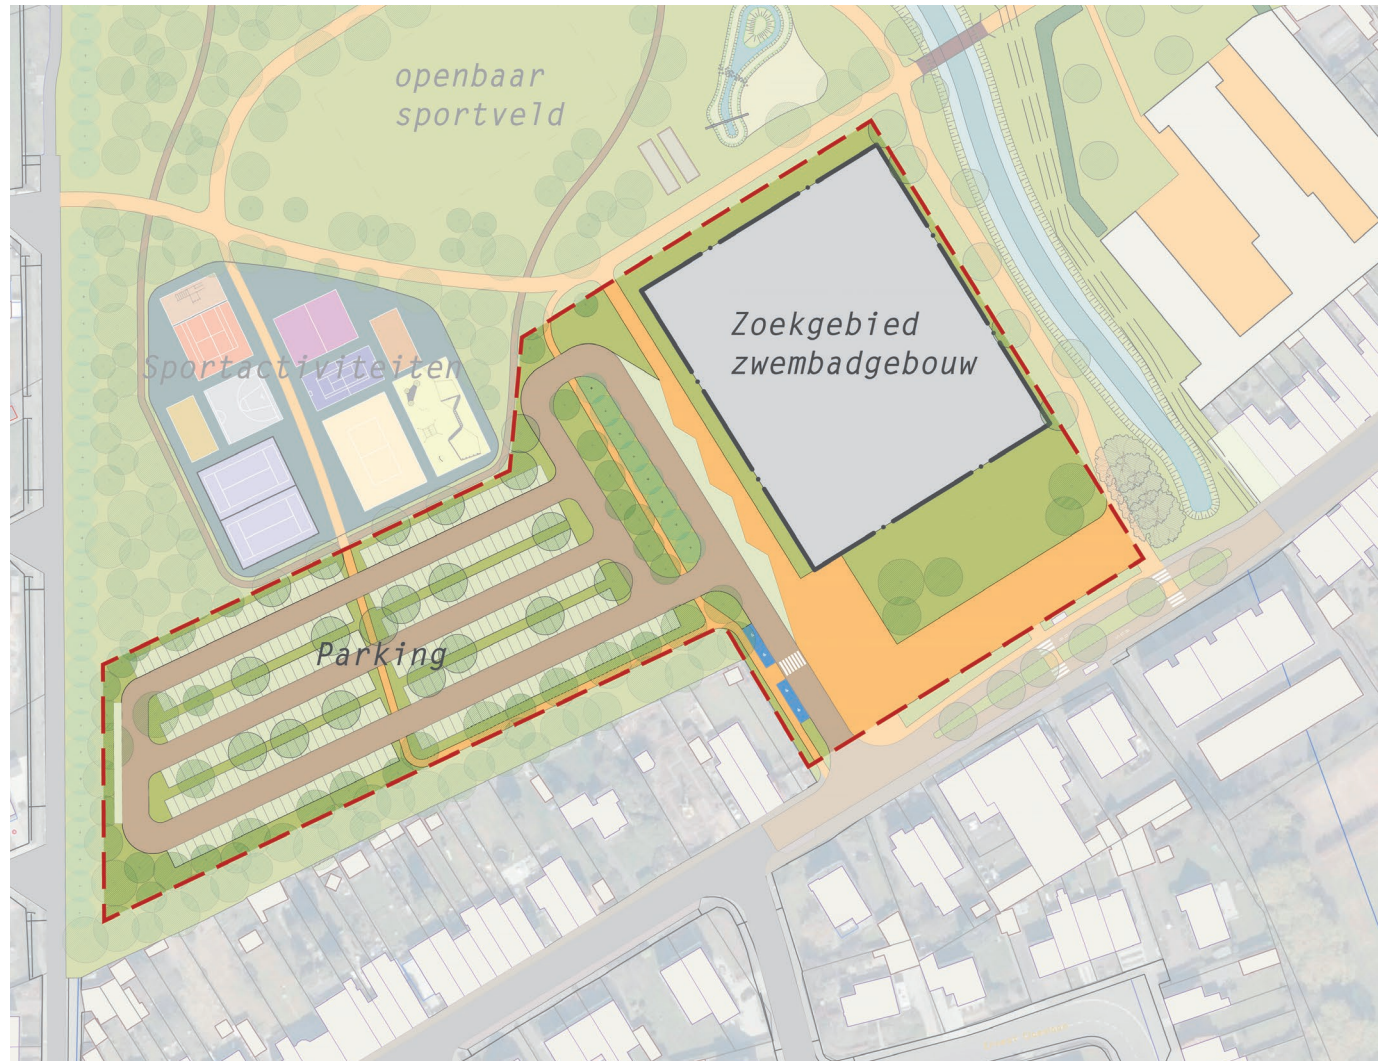 openbaar
sportveld
Zoekgebied
zwembadgebouw
Sportactiviteiten
Parking